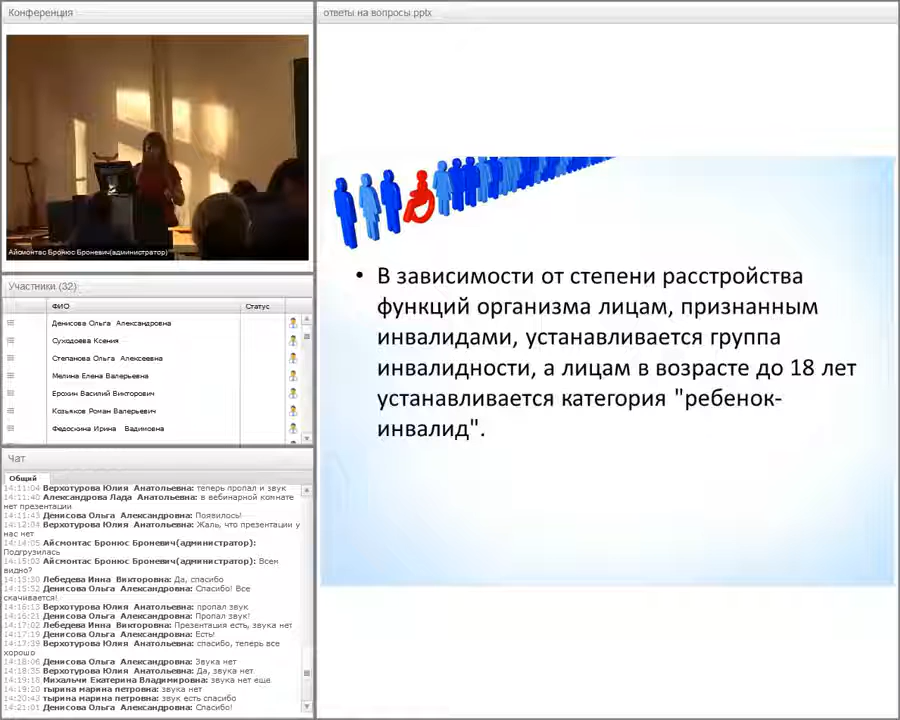 Конференция
Айсмонтас Бронюс Броневич(администратор)
Участники (32)
ФИО Статус
Денисова Ольга Александровна
Суходоева Ксения
Степанова Ольга Алексеевна
Мелина Елена Валерьевна
Ерохин Василий Викторович
Козьяков Роман Валерьевич
Федоскина Ирина Вадимовна
Чат
Общий
14:11:04 Верхотурова Юлия Анатольевна: теперь пропал и звук
14:11:40 Александрова Лада Анатольевна: в вебинарной комнате
нет презентации
14:11:43 Денисова Ольга Александровна: Появилось!
14:12:04 Верхотурова Юлия Анатольевна: Жаль, что презентации у
нас нет
14:14:05 Айсмонтас Бронюс Броневич(администратор):
Подгрузилась
15:03 Айсмонтас Бронюс Броневич(администратор): Всем
видно?
14:15:30 Лебедева Инна Викторовна: Да, спасибо
14:15:32 Денисова Ольга Александровна: Спасибо! Все
скачивается!
14:16:13 Верхотурова Юлия Анатольевна: пропал звук
14:16:21 Денисова Ольга Александровна: Пропал звук!
14:17:02 Лебедева Инна Викторовна: Презентация есть, звука нет
14:17:19 Денисова Ольга Александровна: Есть!
14:17:39 Верхотурова Юлия Анатольевна: спасибо, теперь все
хорошо
14:18:06 Денисова Ольга Александровна: Звука нет
14:18:35 Верхотурова Юлия Анатольевна: Да, звука нет
14:19:18 Михальчи Екатерина Владимировна: звука нет еще
14:19:20 тырина марина петровна: звука нет
14:20:43 тырина марина петровна: звук есть спасибо
14:21:01 Денисова Ольга Александровна: Спасибо!
ответы на вопросы.pptx
• В зависимости от степени расстройства
функций организма лицам, признанным
инвалидами, устанавливается группа
инвалидности, а лицам в возрасте до 18 лет
устанавливается категория "ребенок-
инвалид".